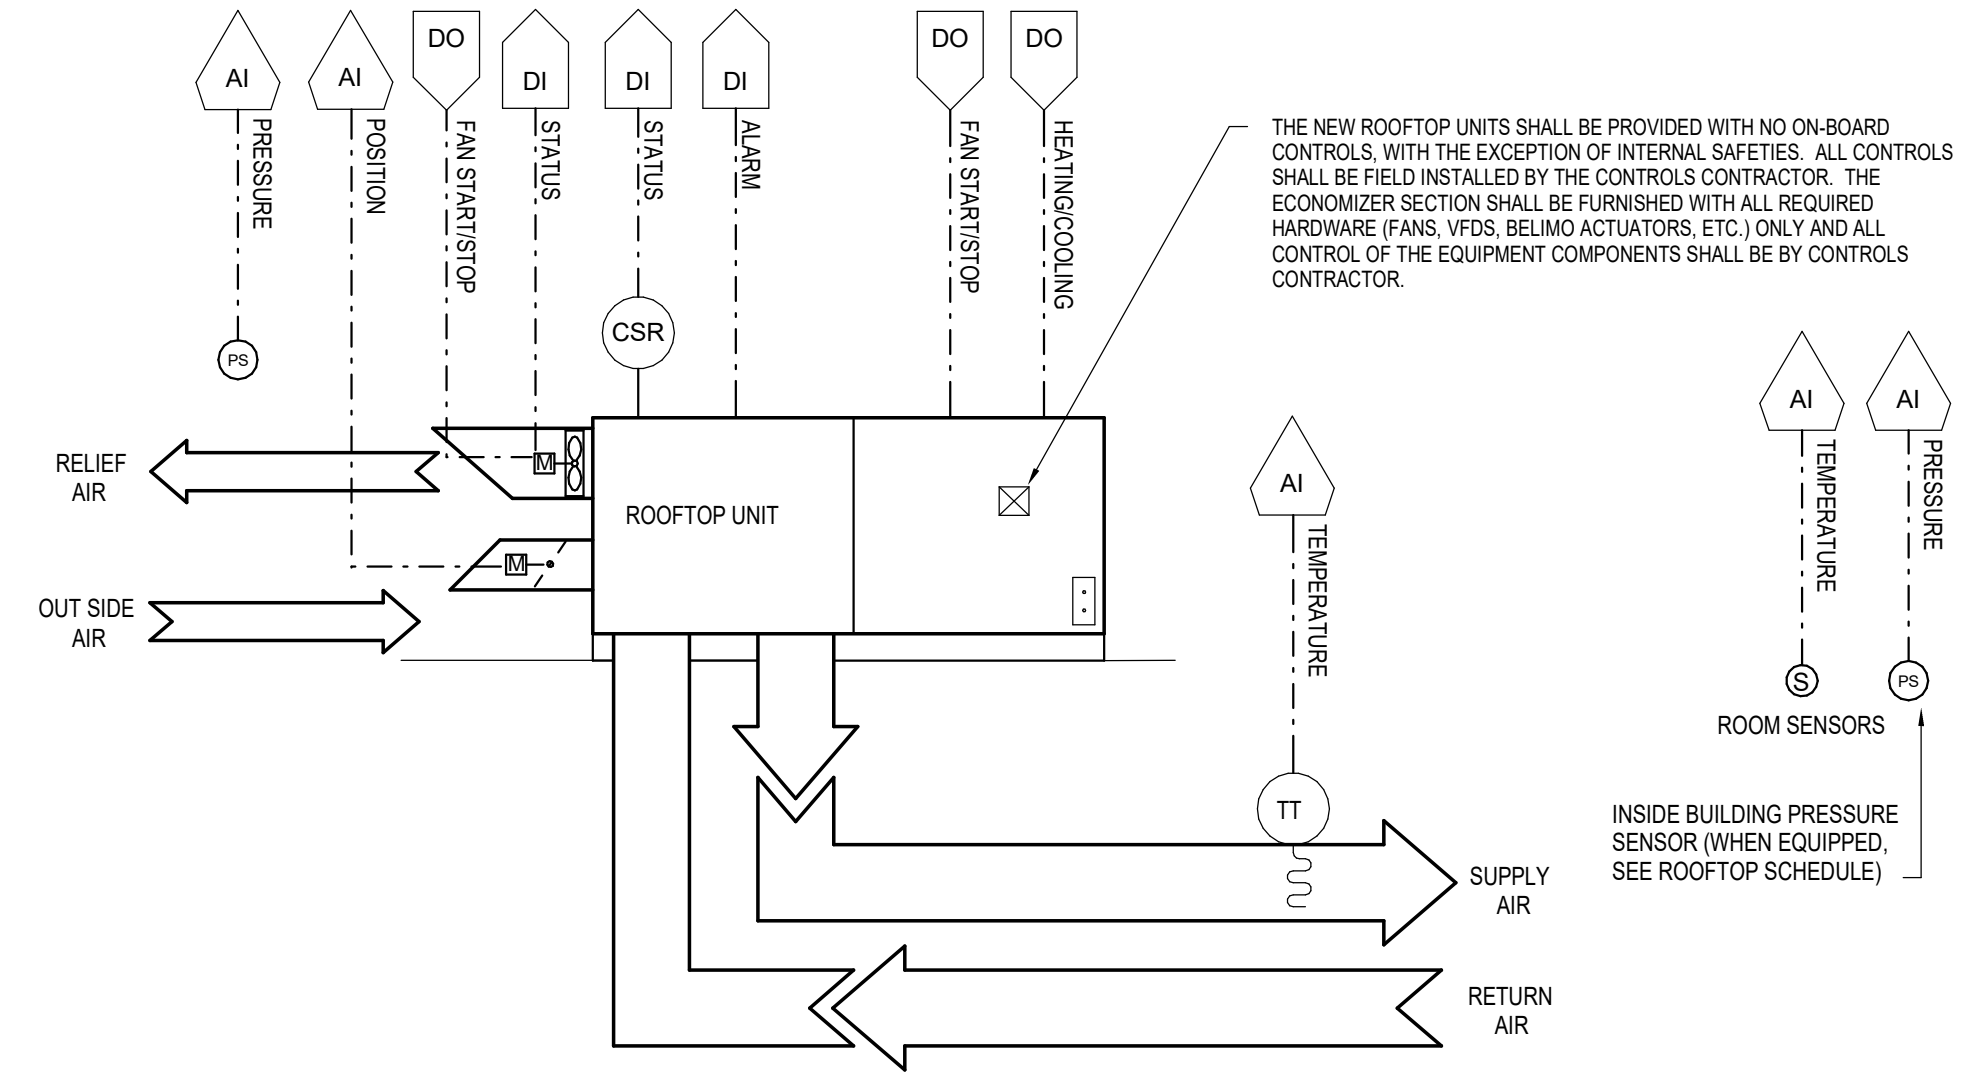 AI
AI
DO
DI
DI
DI
DO
DO
PRESSURE
POSITION
FAN START/STOP
STATUS
STATUS
ALARM
FAN START/STOP
HEATING/COOLING
THE NEW ROOFTOP UNITS SHALL BE PROVIDED WITH NO ON-BOARD
CONTROLS, WITH THE EXCEPTION OF INTERNAL SAFETIES. ALL CONTROLS
SHALL BE FIELD INSTALLED BY THE CONTROLS CONTRACTOR. THE
ECONOMIZER SECTION SHALL BE FURNISHED WITH ALL REQUIRED
HARDWARE (FANS, VFDS, BELIMO ACTUATORS, ETC.) ONLY AND ALL
CONTROL OF THE EQUIPMENT COMPONENTS SHALL BE BY CONTROLS
CONTRACTOR.
PS
CSR
AI
AI
TEMPERATURE
PRESSURE
RELIEF
AIR
M
ROOFTOP UNIT
AI
TEMPERATURE
M
OUT SIDE
AIR
S
PS
ROOM SENSORS
TT
INSIDE BUILDING PRESSURE
SENSOR (WHEN EQUIPPED,
SEE ROOFTOP SCHEDULE)
SUPPLY
AIR
RETURN
AIR